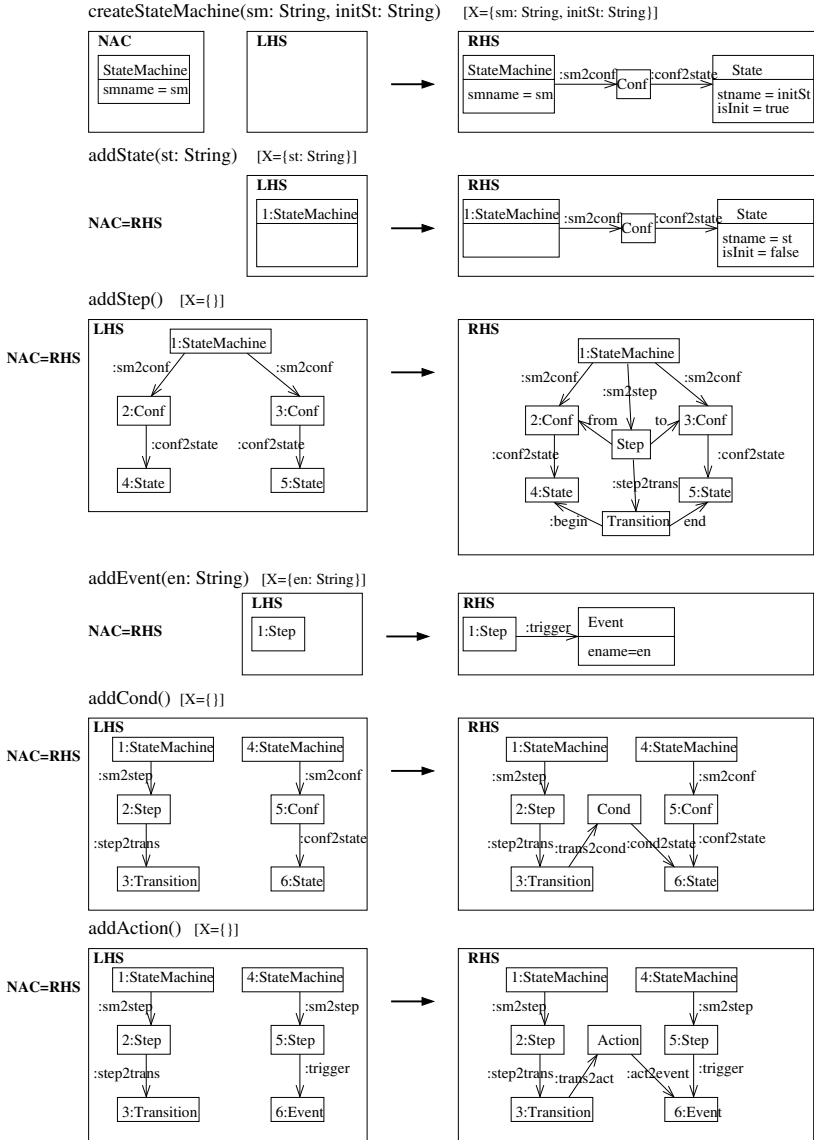 createStateMachine(sm: String, initSt: String) [X={sm: String, initSt: String}]
NAC
StateMachine
smname = sm
LHS
RHS
StateMachine
smname = sm
:sm2conf
Conf
:conf2state
State
stname = initSt
isInit = true
addState(st: String) [X={st: String}]
NAC=RHS
LHS
1:StateMachine
RHS
1:StateMachine
:sm2conf
Conf
:conf2state
State
stname = st
isInit = false
addStep() [X={}]
NAC=RHS
LHS
1:StateMachine
:sm2conf
:sm2conf
2:Conf
3:Conf
:conf2state
:conf2state
4:State
5:State
RHS
1:StateMachine
:sm2conf
:sm2step
:sm2conf
2:Conf
from
to
3:Conf
Step
:conf2state
:conf2state
:step2trans
4:State
5:State
:begin
Transition
end
addEvent(en: String) [X={en: String}]
NAC=RHS
LHS
1:Step
RHS
1:Step
:trigger
Event
ename=en
addCond() [X={}]
NAC=RHS
LHS
1:StateMachine
4:StateMachine
:sm2step
:sm2conf
2:Step
5:Conf
:step2trans
:conf2state
3:Transition
6:State
RHS
1:StateMachine
4:StateMachine
:sm2step
:sm2conf
2:Step
Cond
5:Conf
:step2trans
:trans2cond
:cond2state
:conf2state
3:Transition
6:State
addAction() [X={}]
NAC=RHS
LHS
1:StateMachine
4:StateMachine
:sm2step
:sm2step
2:Step
5:Step
:step2trans
:trigger
3:Transition
6:Event
RHS
1:StateMachine
4:StateMachine
:sm2step
:sm2step
2:Step
Action
5:Step
:step2trans
:trans2act
:act2event
:trigger
3:Transition
6:Event